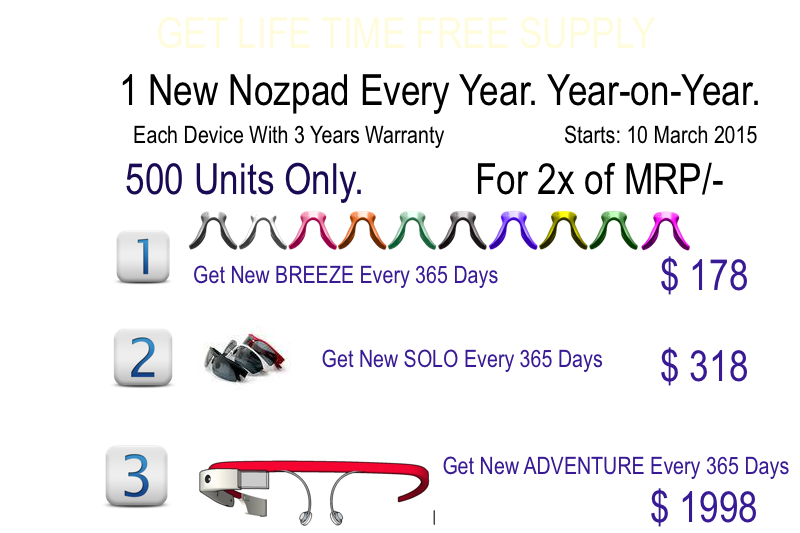 GET LIFE TIME FREE SUPPLY
1 New Nozpad Every Year. Year-on-Year.
Each Device With 3 Years Warranty Starts: 10 March 2015
500 Units Only. For 2x of MRP/-
1
Get New BREEZE Every 365 Days $ 178
2
Get New SOLO Every 365 Days $ 318
3
Get New ADVENTURE Every 365 Days
$ 1998